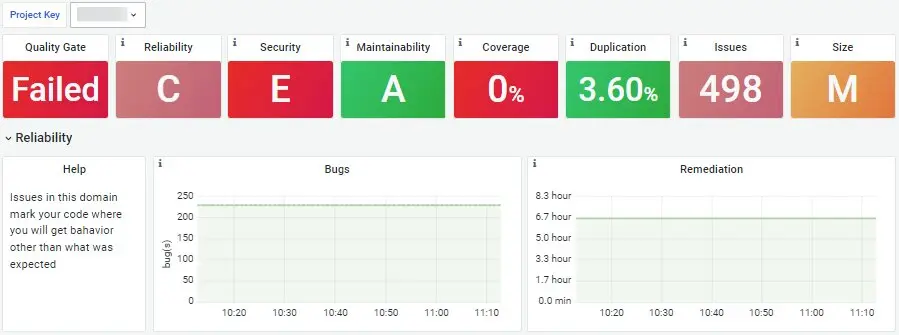 Project Key
Quality Gate
Failed
i Reliability
C
i Security
E
i Maintainability
A
i Coverage
0%
i Duplication
3.60%
i Issues
498
i Size
M
Reliability
Help
Issues in this domain
mark your code where
you will get bahavior
other than what was
expected
i Bugs
bug(s)
250
200
150
100
50
0
10:20 10:30 10:40 10:50 11:00 11:10
i Remediation
8.3 hour
6.7 hour
5.0 hour
3.3 hour
1.7 hour
0.0 min
10:20 10:30 10:40 10:50 11:00 11:10